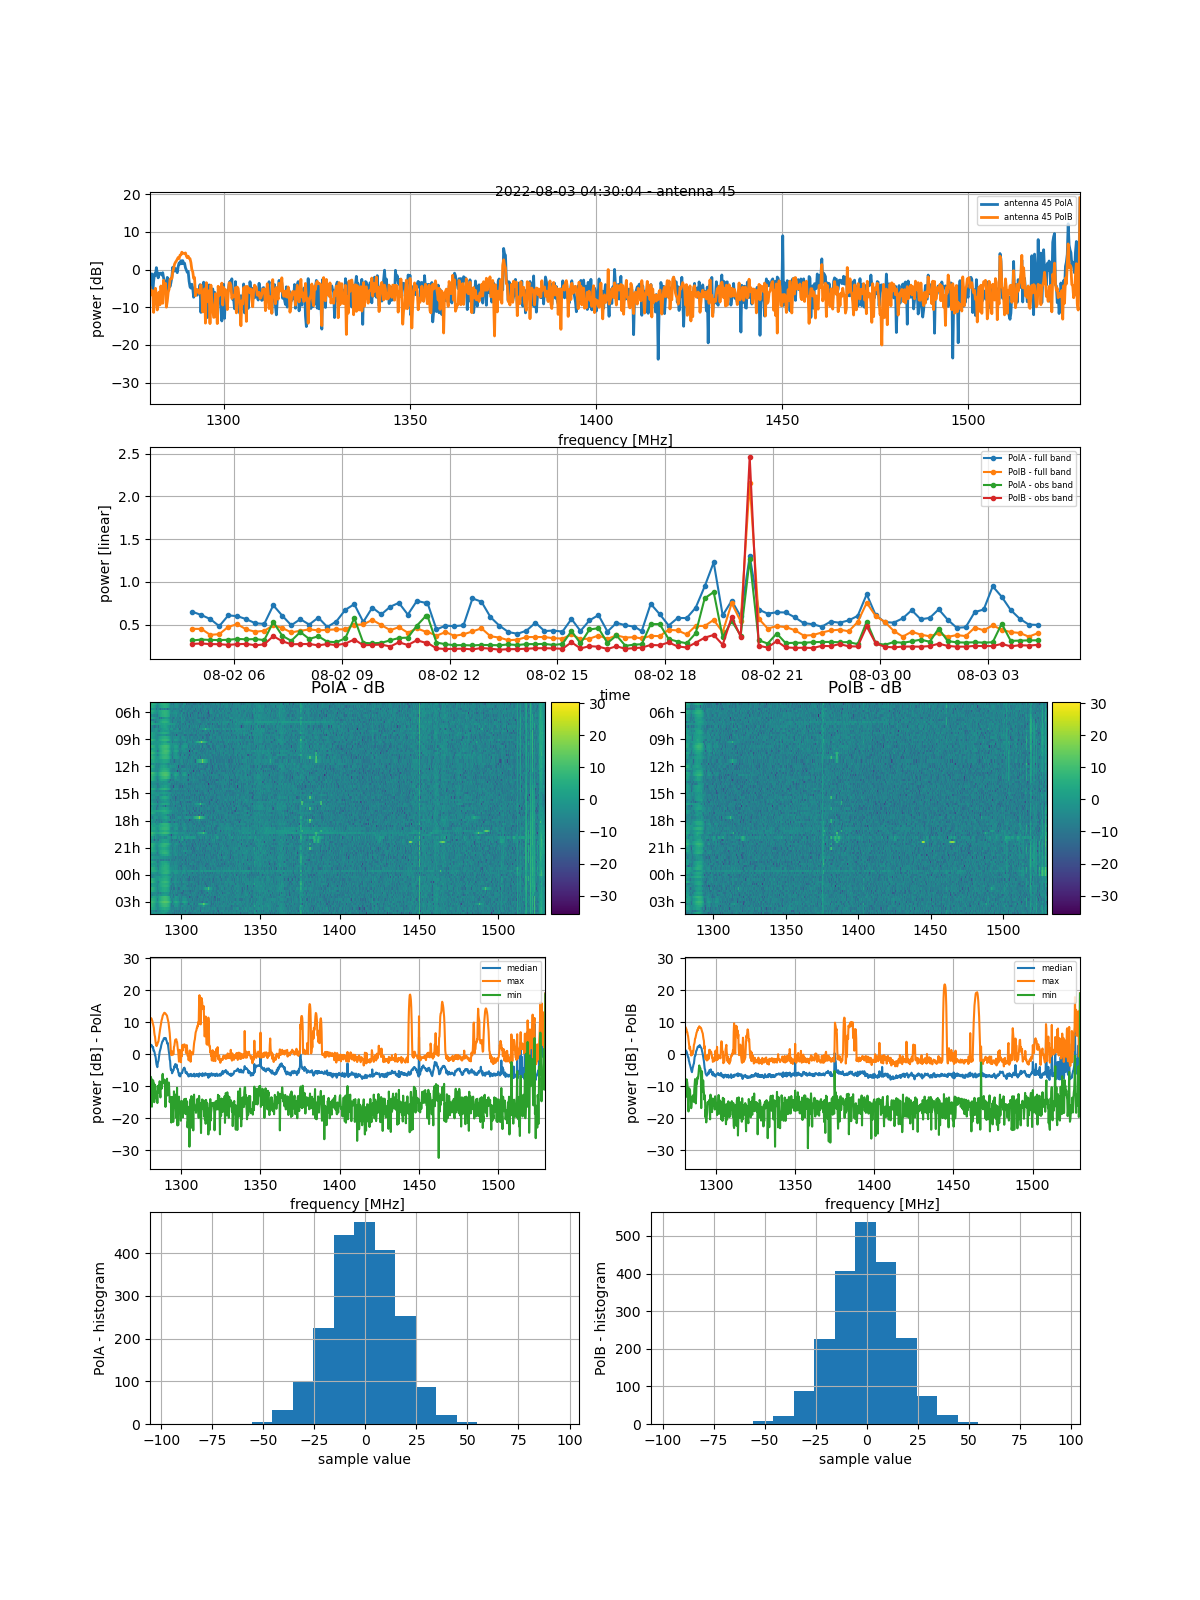 2022-08-03 04:30:04 - antenna 45
20
10
0
−10
−20
−30
power [dB]
antenna 45 PolA
antenna 45 PolB
1300 1350 1400 1450 1500
frequency [MHz]
2.5
2.0
1.5
1.0
0.5
power [linear]
PolA - full band
PolB - full band
PolA - obs band
PolB - obs band
08-02 06 08-02 09 08-02 12 08-02 15 08-02 18 08-02 21 08-03 00 08-03 03
time
PolA - dB
06h
09h
12h
15h
18h
21h
00h
03h
1300 1350 1400 1450 1500
30
20
10
0
−10
−20
−30
PolB - dB
06h
09h
12h
15h
18h
21h
00h
03h
1300 1350 1400 1450 1500
30
20
10
0
−10
−20
−30
30
20
10
0
−10
−20
−30
power [dB] - PolA
median
max
min
1300 1350 1400 1450 1500
frequency [MHz]
30
20
10
0
−10
−20
−30
power [dB] - PolB
median
max
min
1300 1350 1400 1450 1500
frequency [MHz]
400
300
200
100
0
PolA - histogram
−100 −75 −50 −25 0 25 50 75 100
sample value
500
400
300
200
100
0
PolB - histogram
−100 −75 −50 −25 0 25 50 75 100
sample value